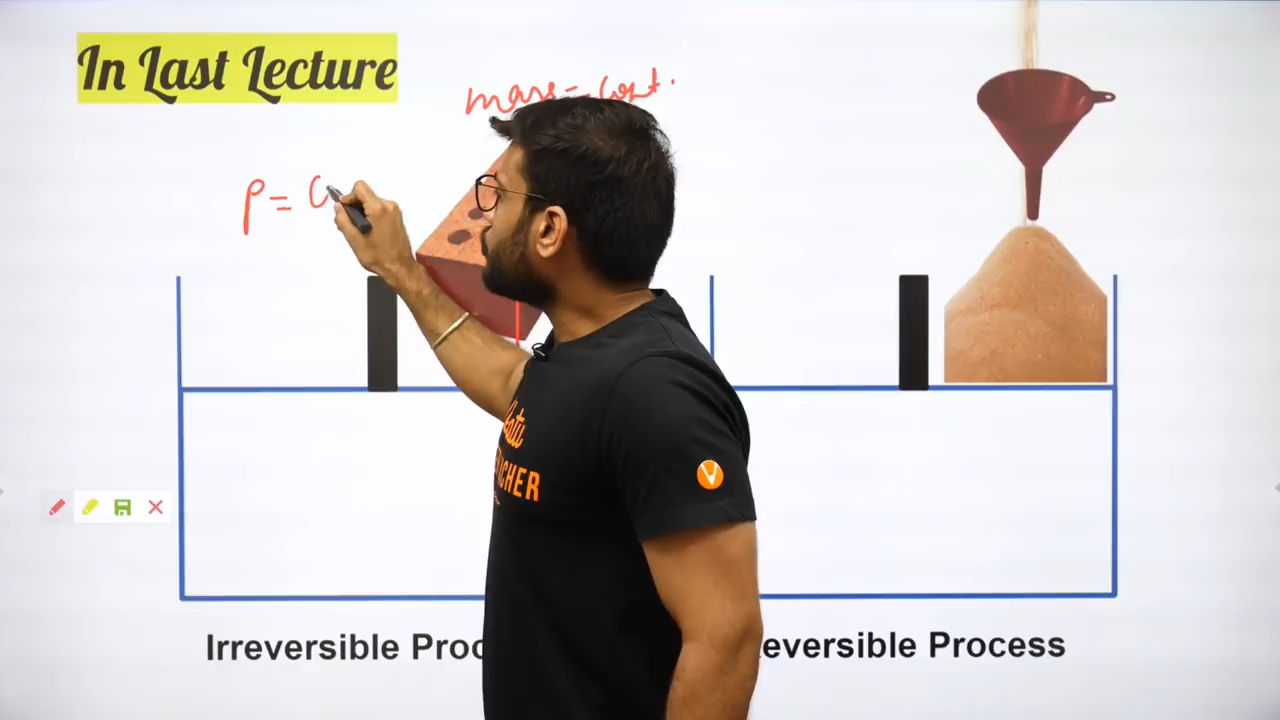 In Last Lecture
mass = const.
P = C
Irreversible Proc
eversible Process